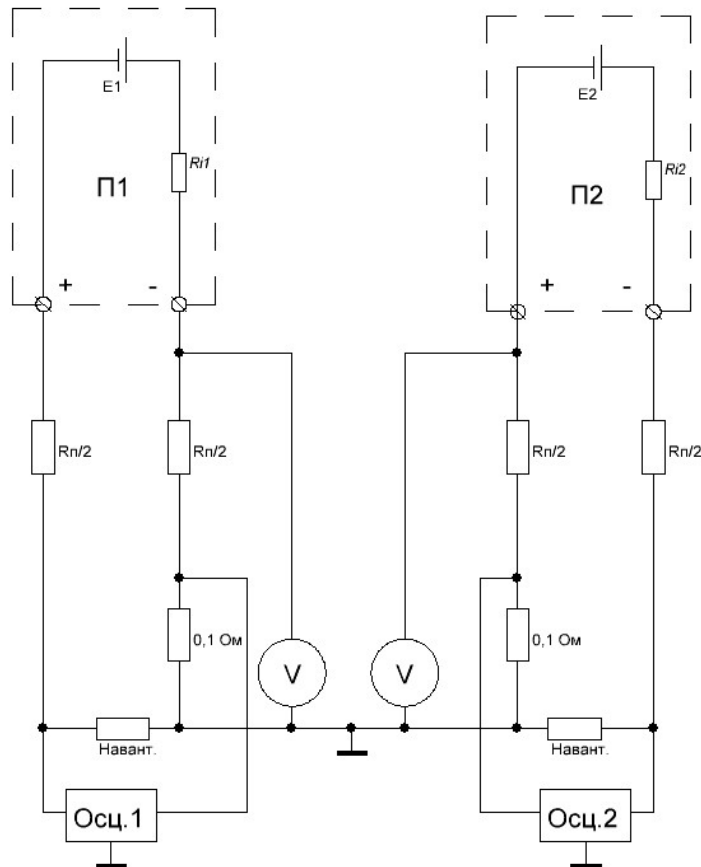 E1
E2
Ri1
Ri2
П1
П2
+
-
+
-
Rп/2
Rп/2
Rп/2
Rп/2
0,1 Ом
0,1 Ом
V
V
Навант.
Навант.
Осц.1
Осц.2